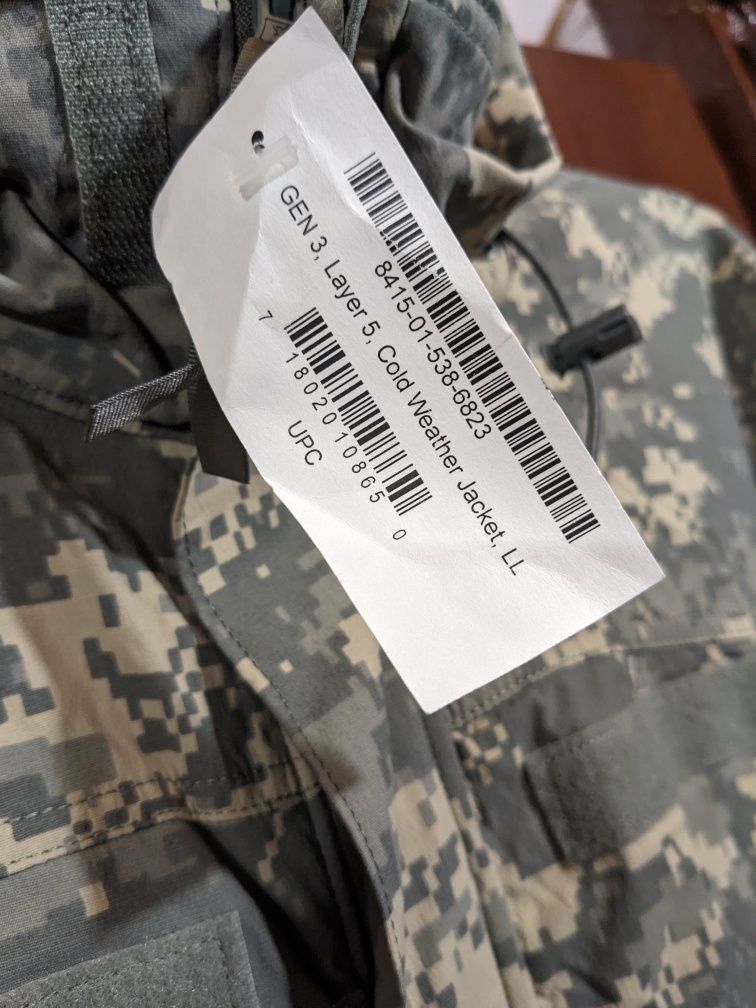 8415-01-538-6823
GEN 3, Layer 5, Cold Weather Jacket, LL
7 18020 10865 0
UPC